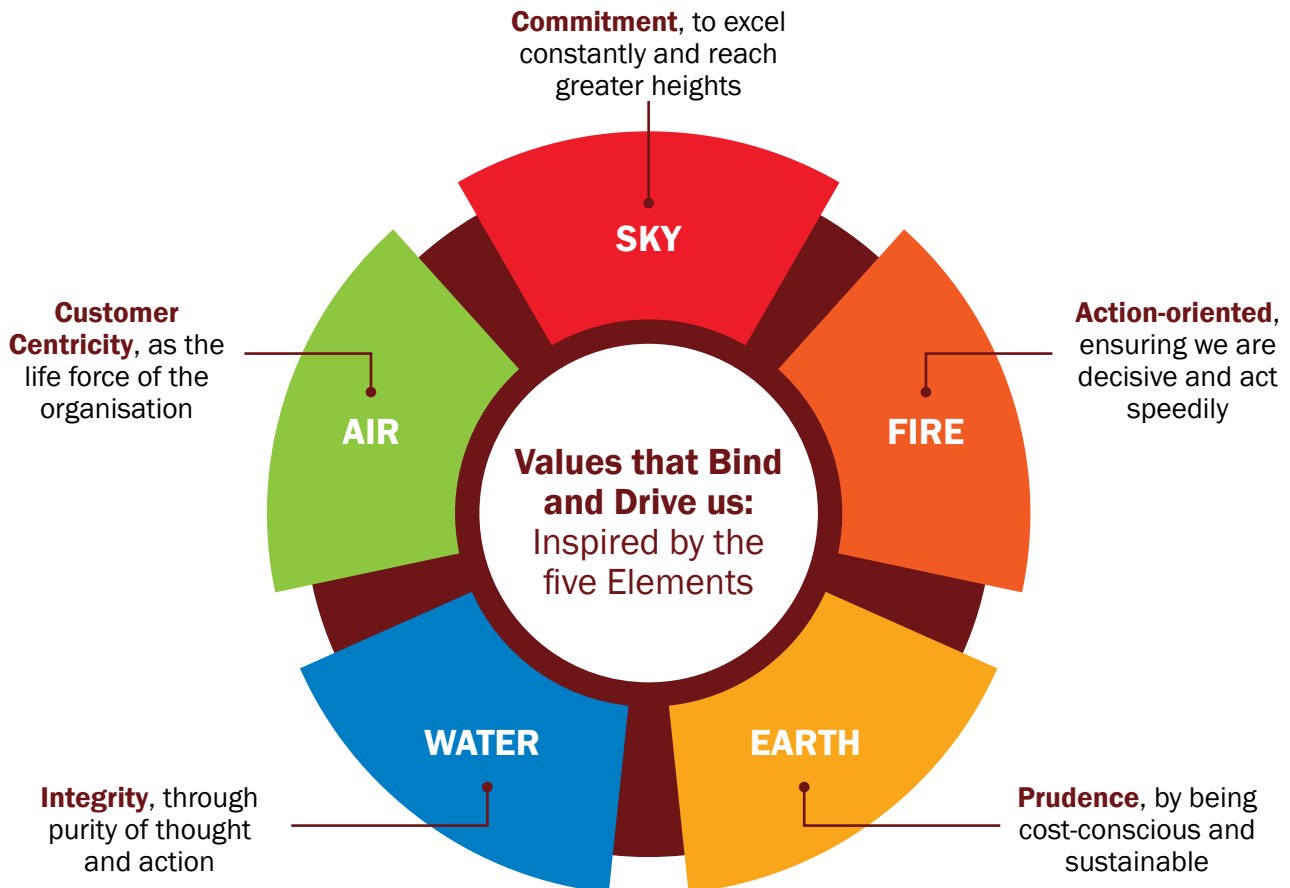 Commitment, to excel
constantly and reach
greater heights
SKY
Customer
Centricity, as the
life force of the
organisation
AIR
Action-oriented,
ensuring we are
decisive and act
speedily
FIRE
Values that Bind
and Drive us:
Inspired by the
five Elements
WATER
Integrity, through
purity of thought
and action
EARTH
Prudence, by being
cost-conscious and
sustainable